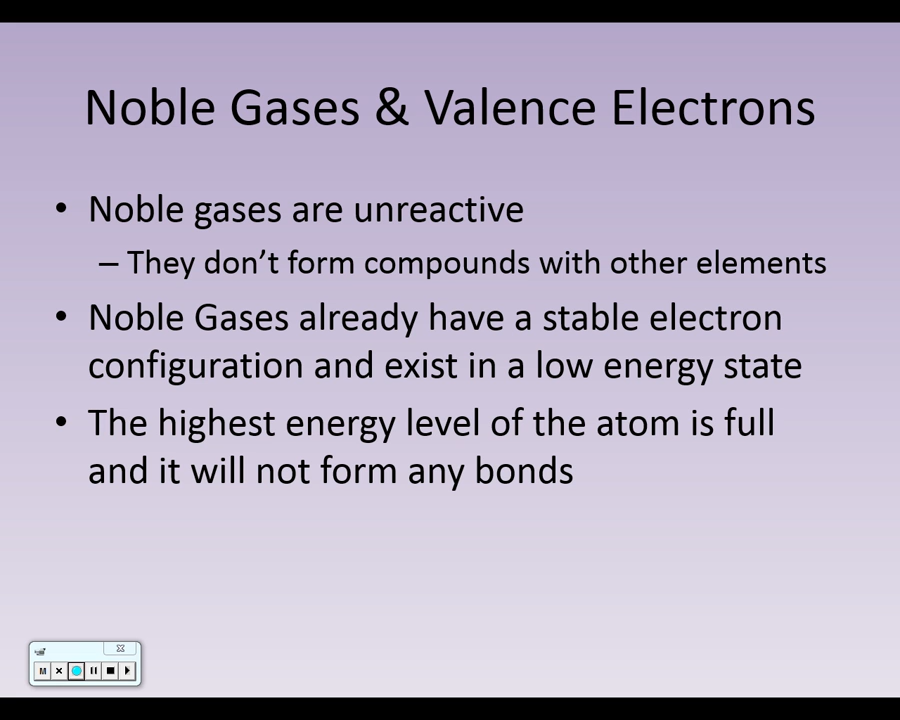 Noble Gases & Valence Electrons
• Noble gases are unreactive
– They don’t form compounds with other elements
• Noble Gases already have a stable electron
configuration and exist in a low energy state
• The highest energy level of the atom is full
and it will not form any bonds
M